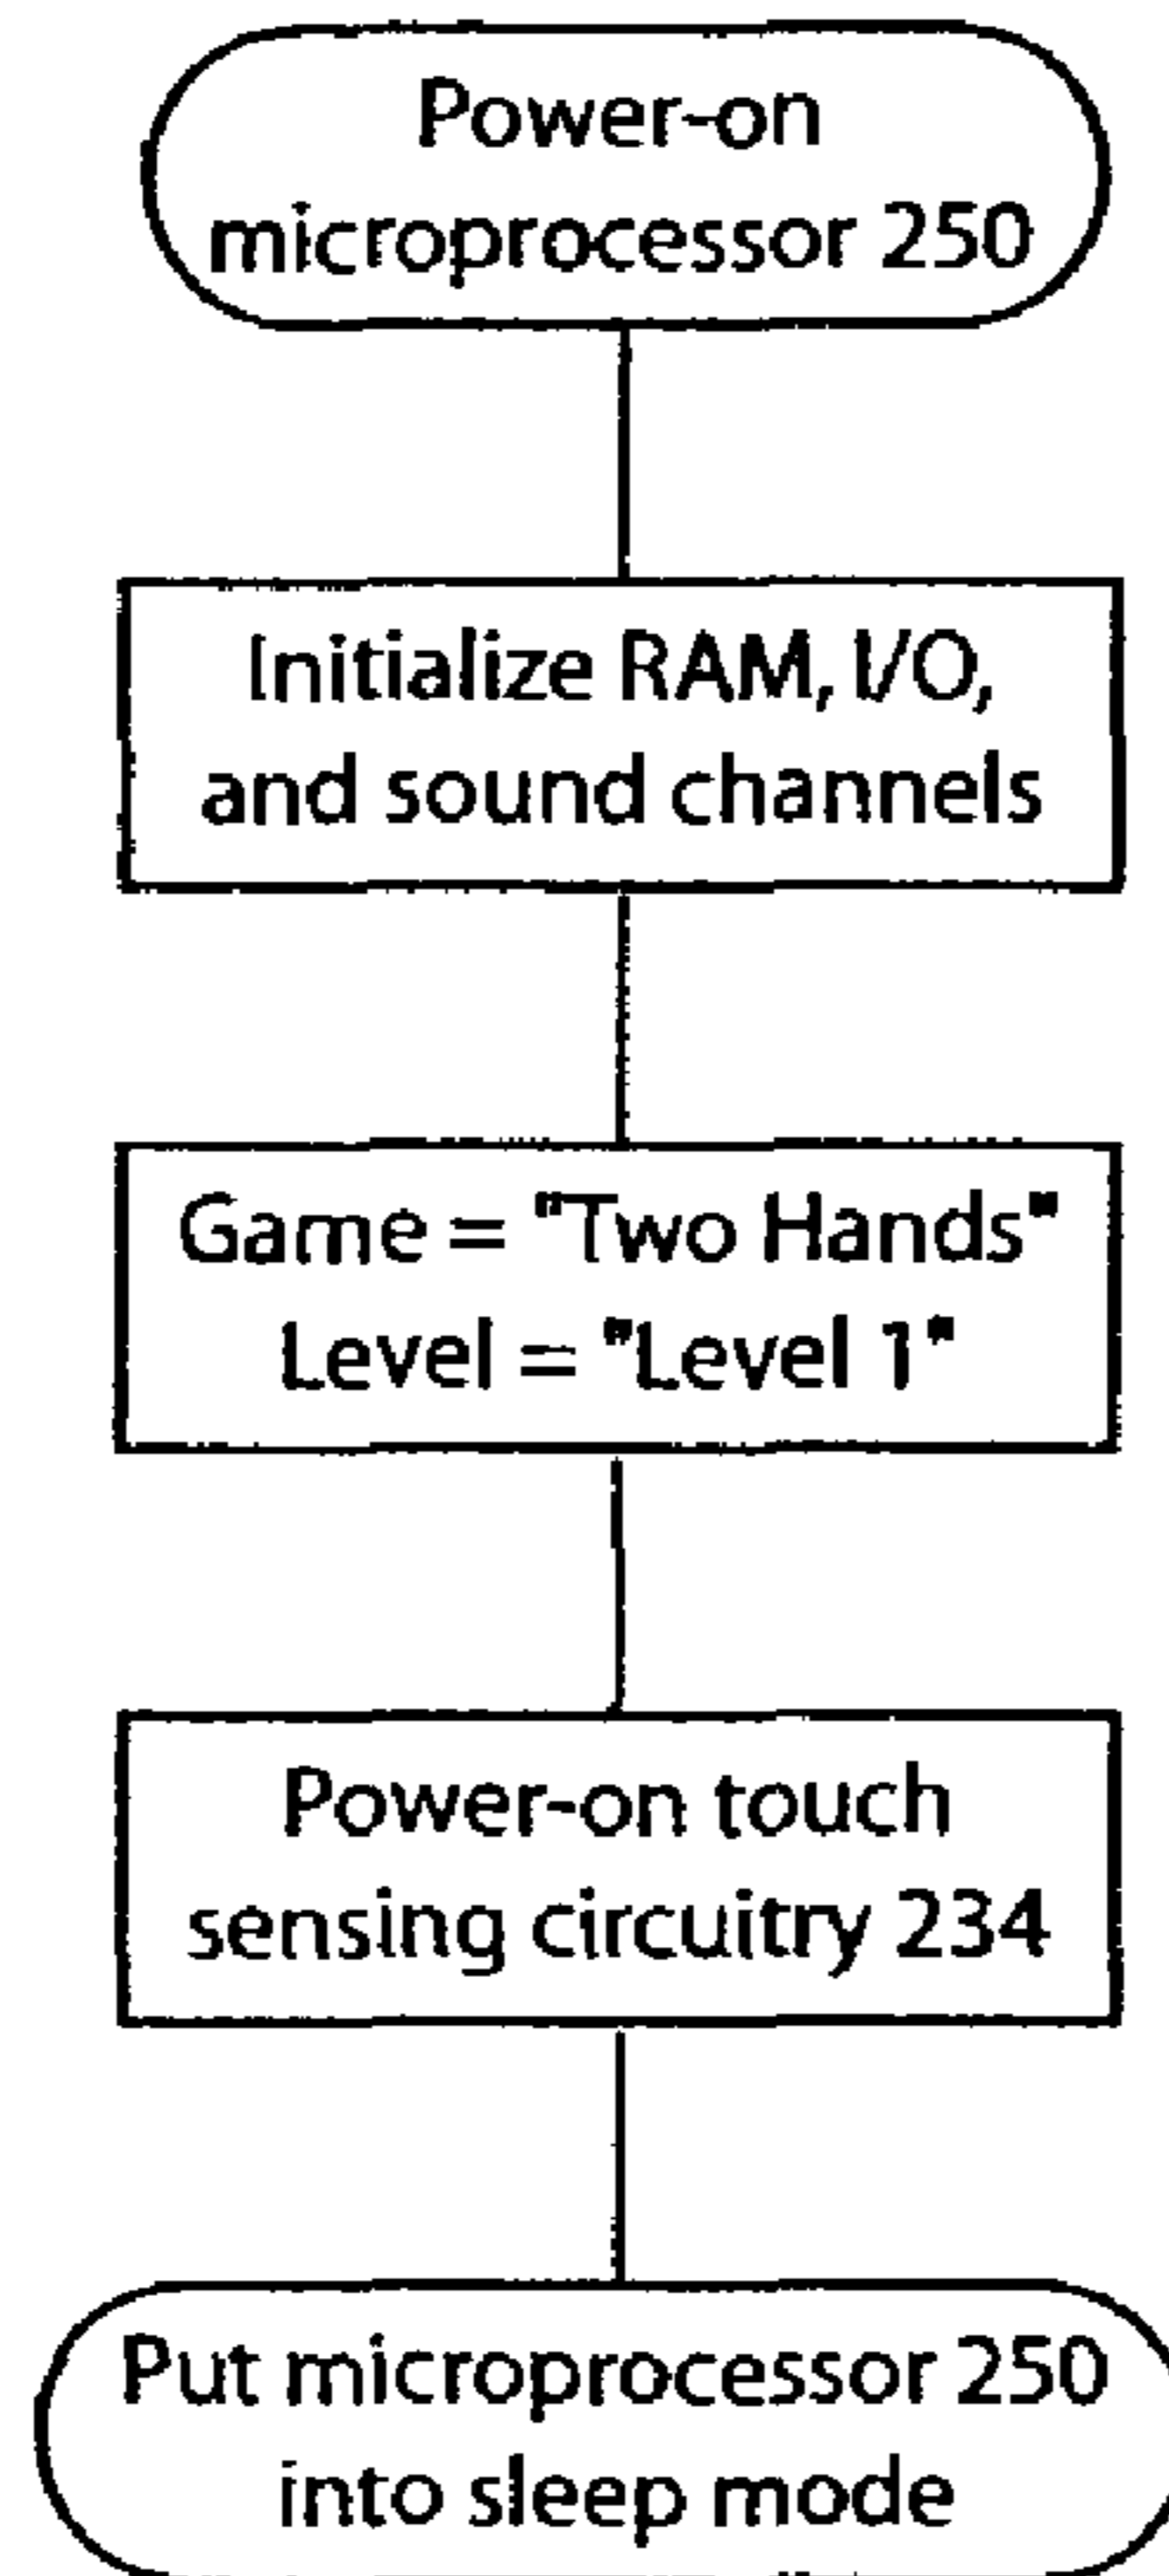 Power-on
microprocessor 250
Initialize RAM, I/O,
and sound channels
Game = "Two Hands"
Level = "Level 1"
Power-on touch
sensing circuitry 234
Put microprocessor 250
into sleep mode